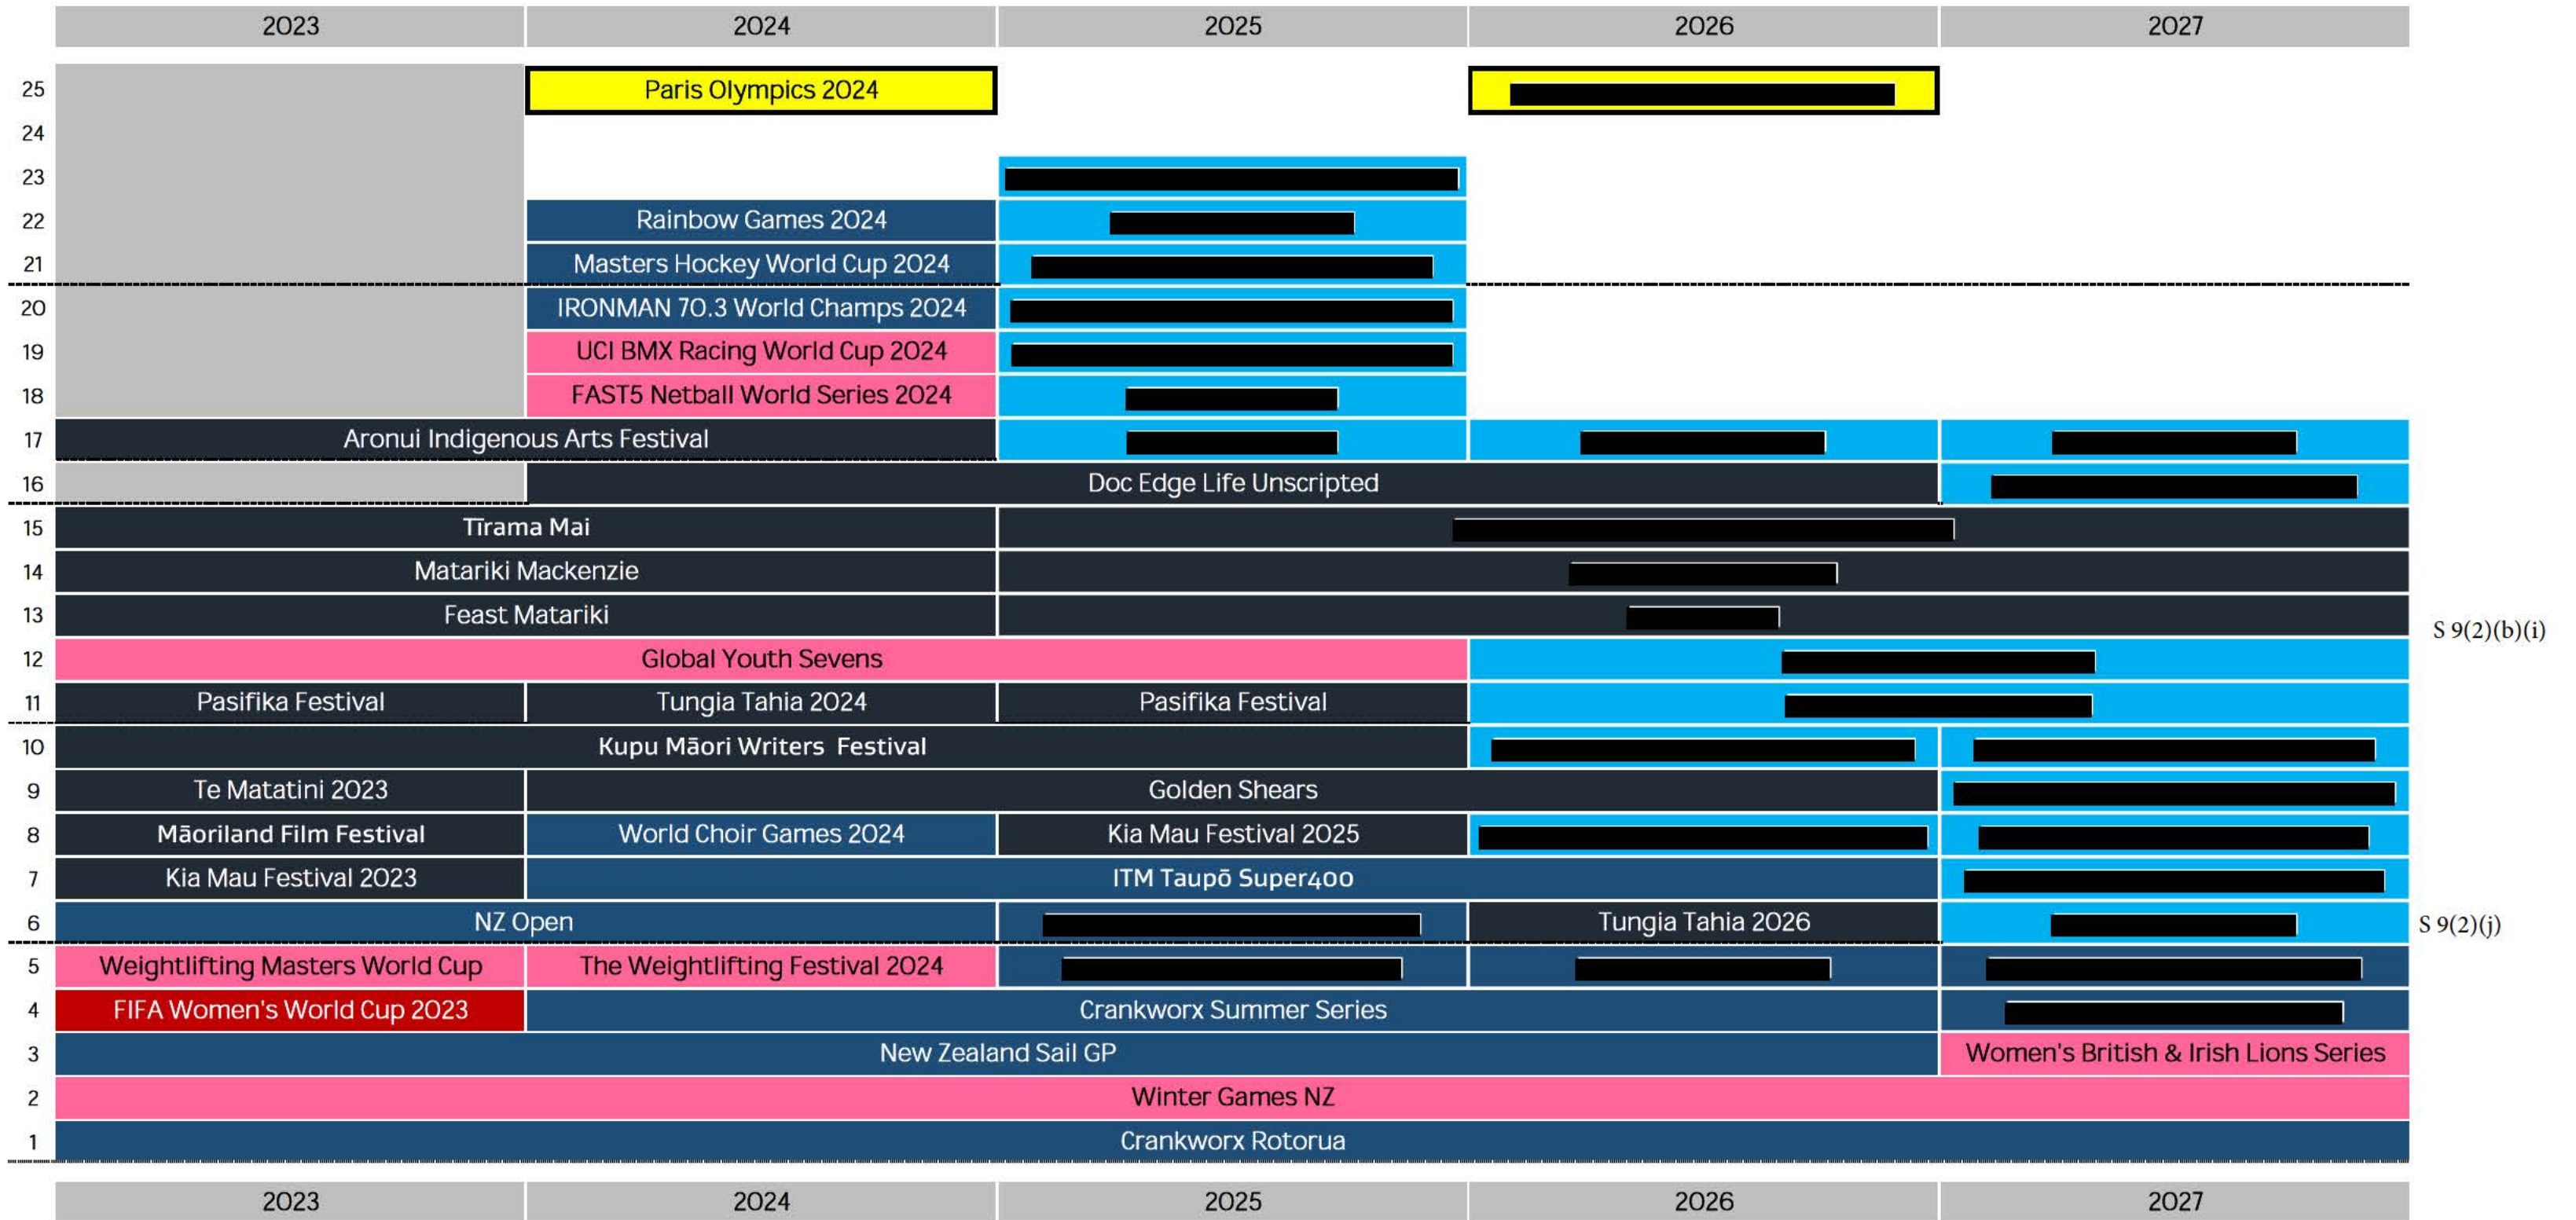 2023 2024 2025 2026 2027
25 Paris Olympics 2024
24
23
22 Rainbow Games 2024
21 Masters Hockey World Cup 2024
20 IRONMAN 70.3 World Champs 2024
19 UCI BMX Racing World Cup 2024
18 FAST5 Netball World Series 2024
17 Aronui Indigenous Arts Festival
16 Doc Edge Life Unscripted
15 Tīrama Mai
14 Matariki Mackenzie
13 Feast Matariki
S 9(2)(b)(i)
12 Global Youth Sevens
11 Pasifika Festival Tungia Tahia 2024 Pasifika Festival
10 Kupu Māori Writers Festival
9 Te Matatini 2023 Golden Shears
8 Māoriland Film Festival World Choir Games 2024 Kia Mau Festival 2025
7 Kia Mau Festival 2023 ITM Taupō Super400
6 NZ Open Tungia Tahia 2026 S 9(2)(j)
5 Weightlifting Masters World Cup The Weightlifting Festival 2024
4 FIFA Women's World Cup 2023 Crankworx Summer Series
3 New Zealand Sail GP Women's British & Irish Lions Series
2 Winter Games NZ
1 Crankworx Rotorua
2023 2024 2025 2026 2027